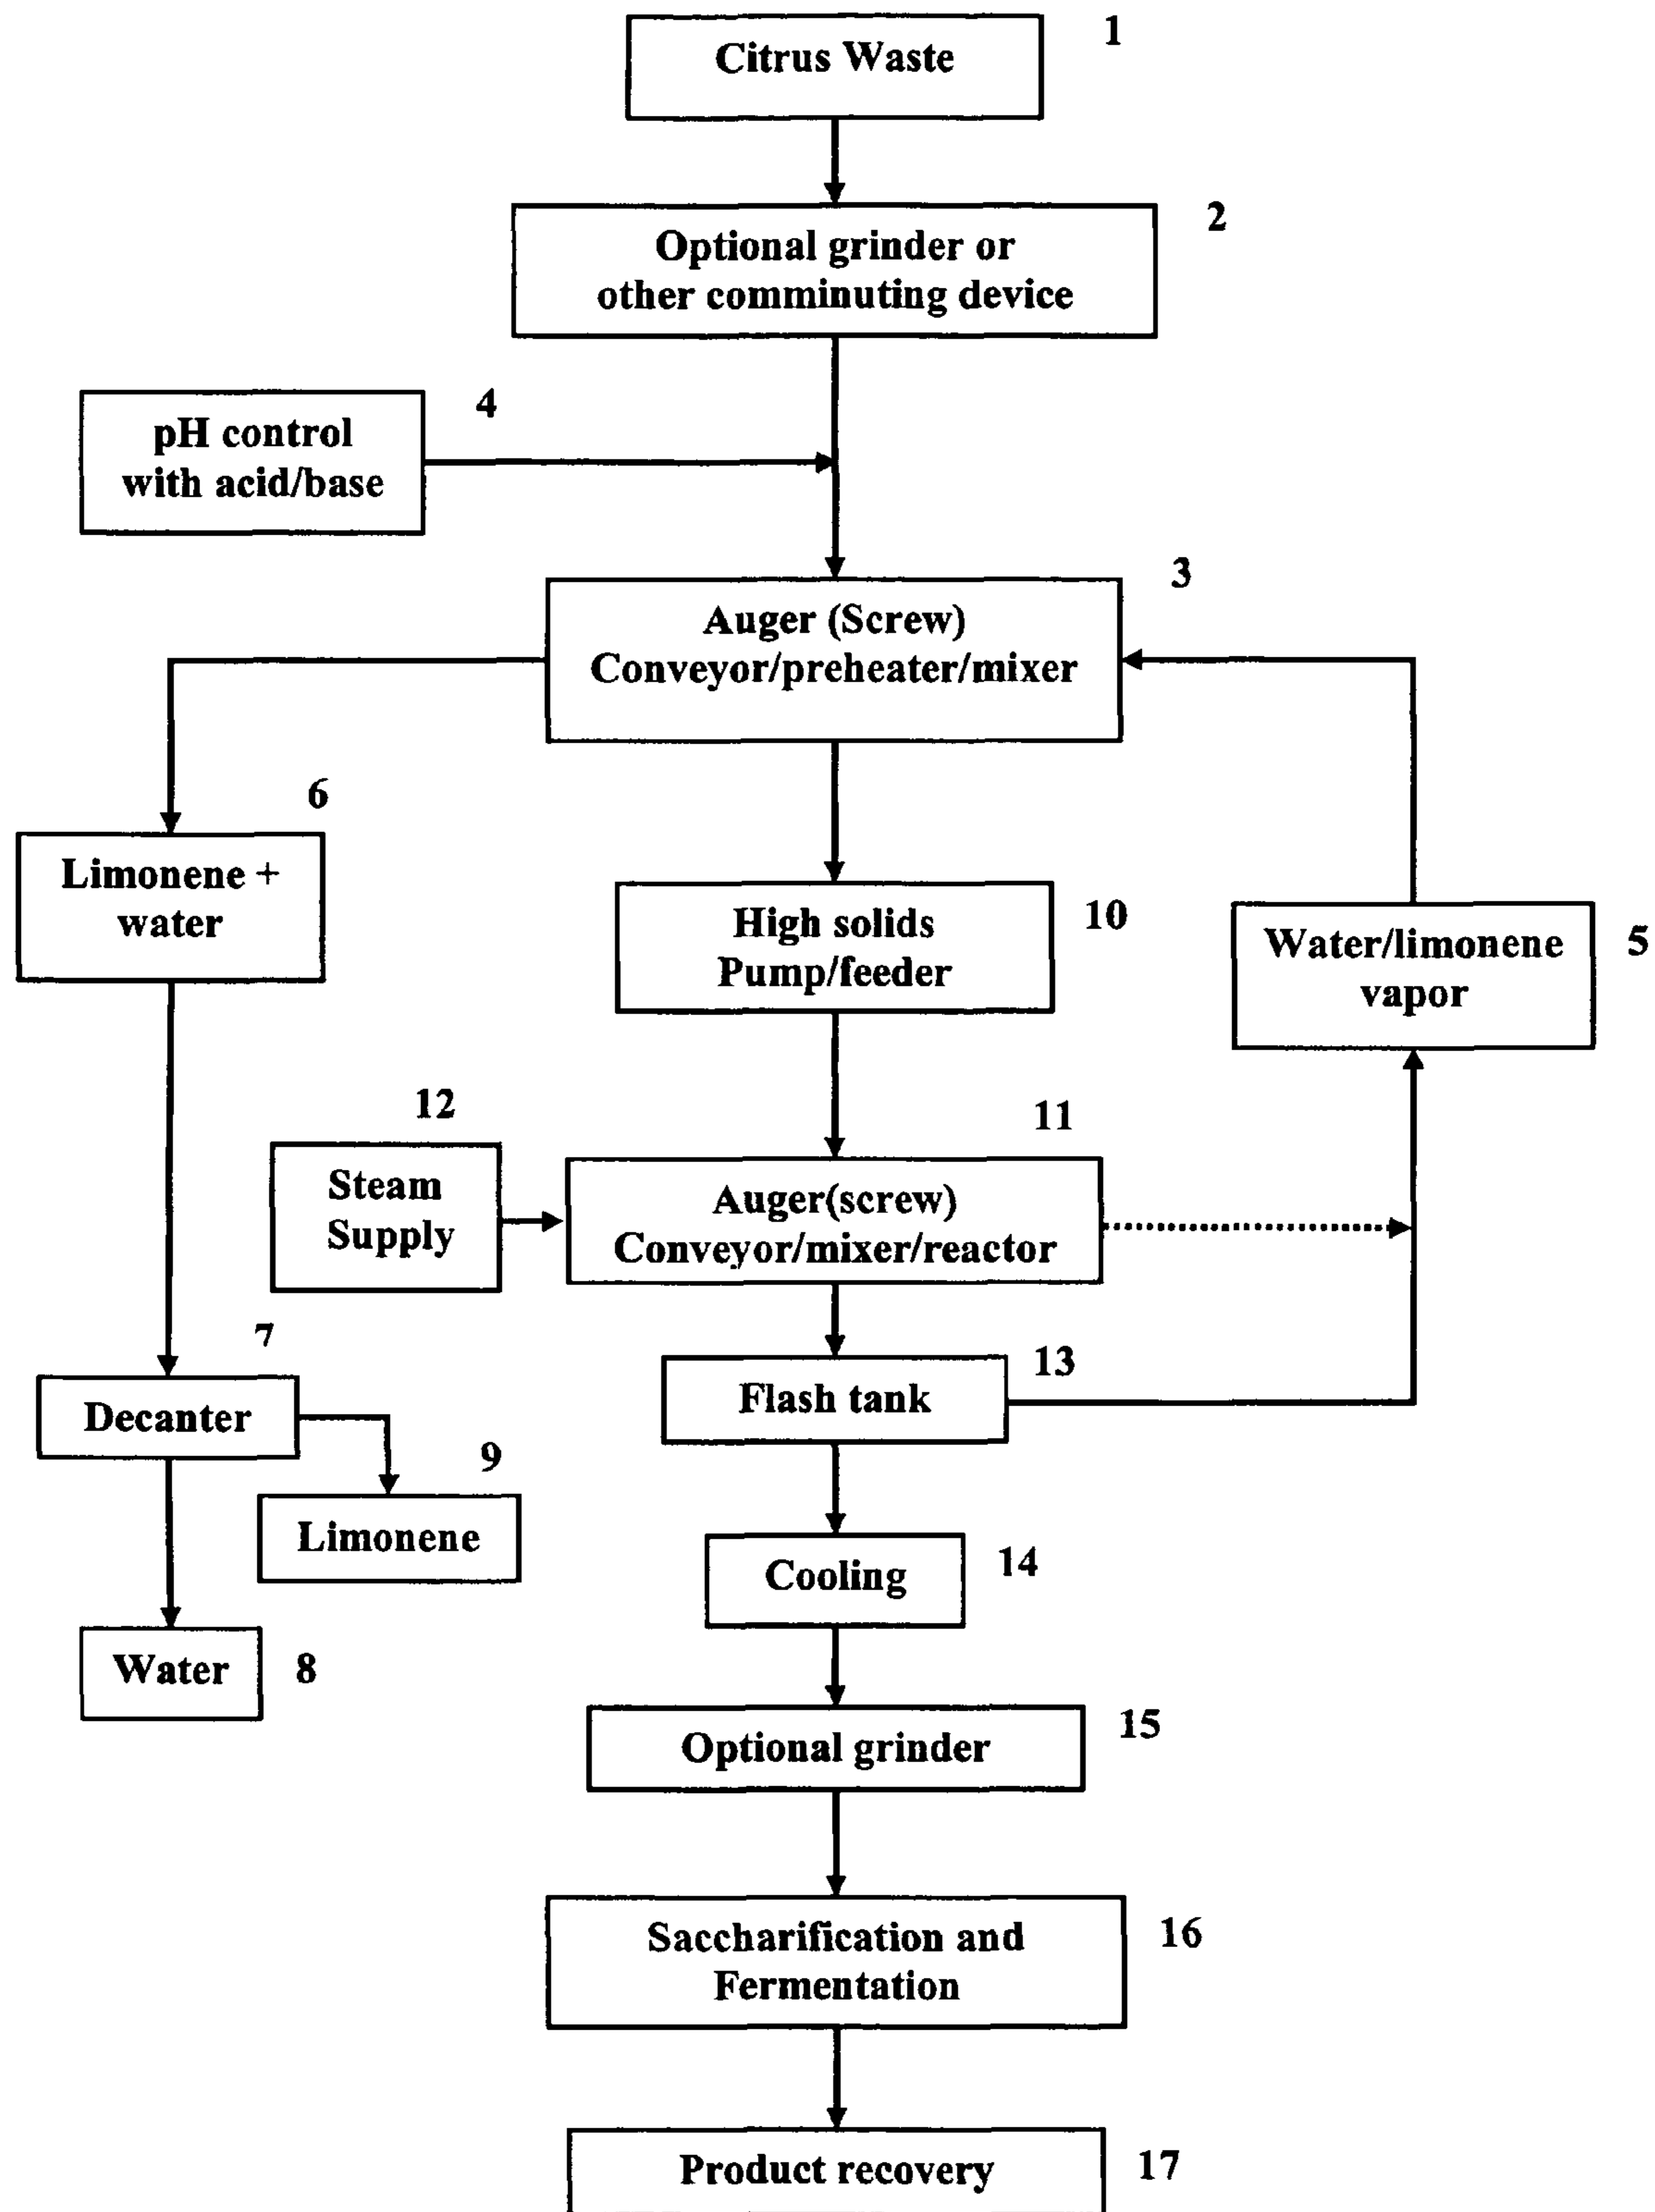 Citrus Waste
1
Optional grinder or
other comminuting device
2
pH control
with acid/base
4
Auger (Screw)
Conveyor/preheater/mixer
3
Limonene +
water
6
High solids
Pump/feeder
10
Water/limonene
vapor
5
Steam
Supply
12
Auger(screw)
Conveyor/mixer/reactor
11
Decanter
7
Flash tank
13
Limonene
9
Cooling
14
Water
8
Optional grinder
15
Saccharification and
Fermentation
16
Product recovery
17